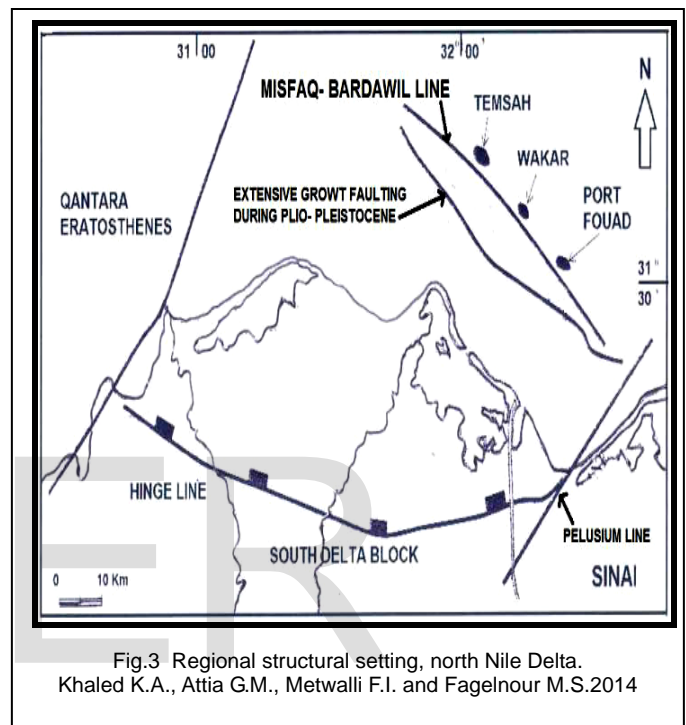 31 00
32° 00'
N
MISFAQ- BARDAWIL LINE
TEMSAH
WAKAR
QANTARA
ERATOSTHENES
EXTENSIVE GROWT FAULTING
DURING PLIO- PLEISTOCENE
PORT
FOUAD
31°
30'
HINGE LINE
SOUTH DELTA BLOCK
PELUSIUM LINE
SINAI
0 10 Km
ER
Fig.3 Regional structural setting, north Nile Delta.
Khaled K.A., Attia G.M., Metwalli F.I. and Fagelnour M.S.2014